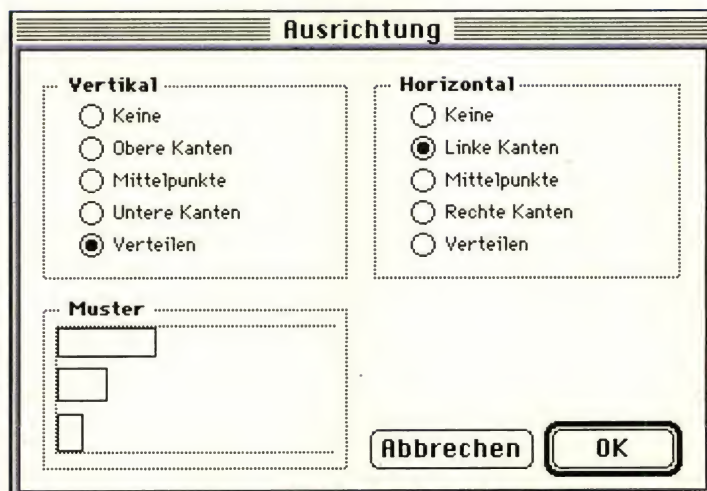 Ausrichtung
Vertikal
Keine
Obere Kanten
Mittelpunkte
Untere Kanten
Verteilen
Horizontal
Keine
Linke Kanten
Mittelpunkte
Rechte Kanten
Verteilen
Muster
Abbrechen
OK